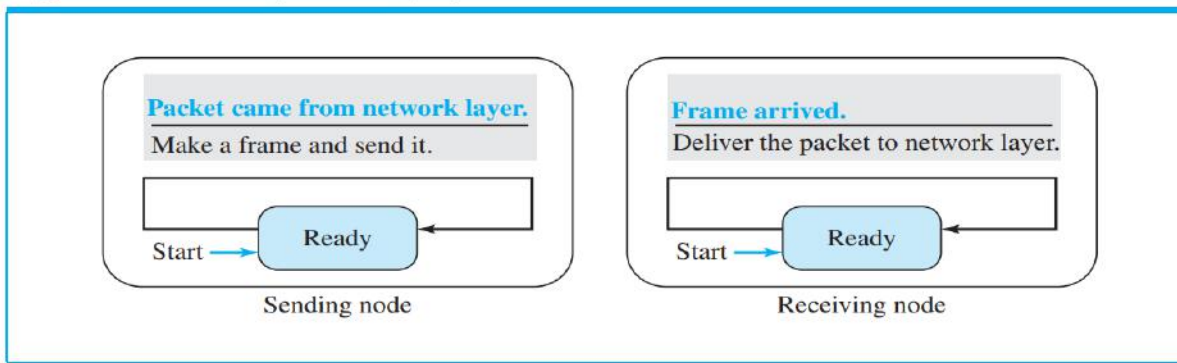 Packet came from network layer.
Make a frame and send it.
Start
Ready
Sending node
Frame arrived.
Deliver the packet to network layer.
Start
Ready
Receiving node